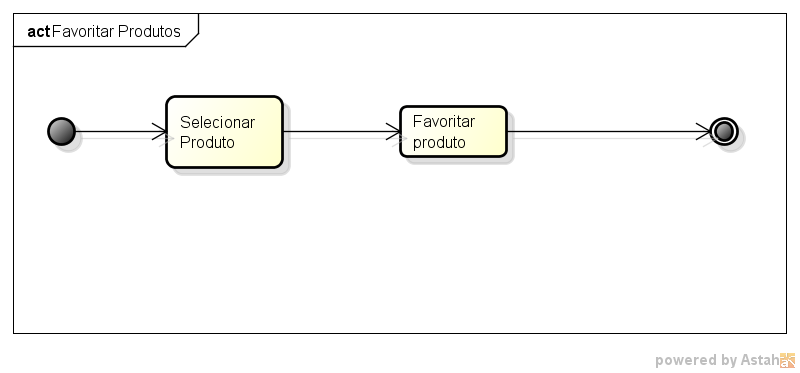 act Favoritar Produtos
Selecionar
Produto
Favoritar
produto
powered by Astah